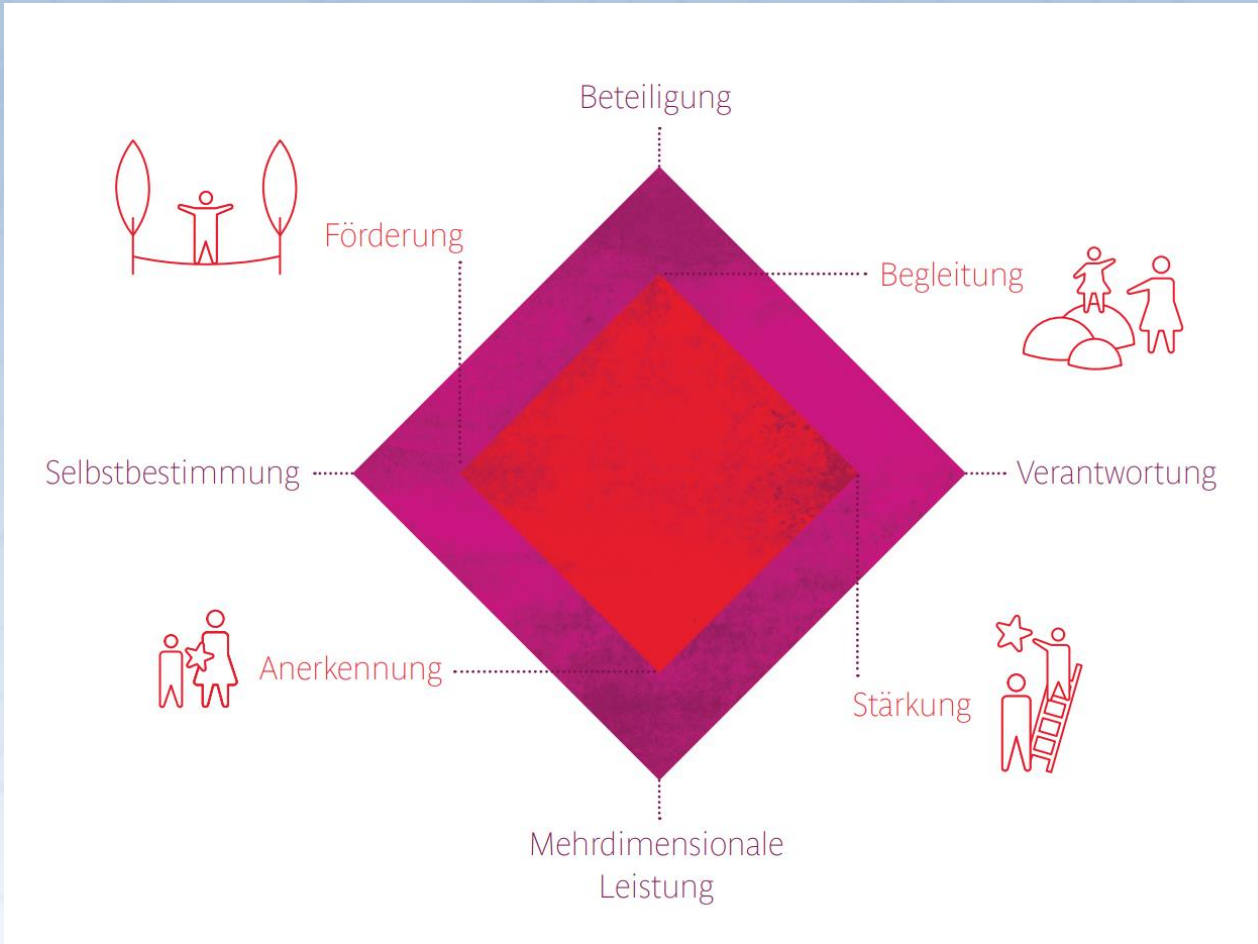 Beteiligung
Förderung
Begleitung
Selbstbestimmung
Verantwortung
Anerkennung
Stärkung
Mehrdimensionale
Leistung